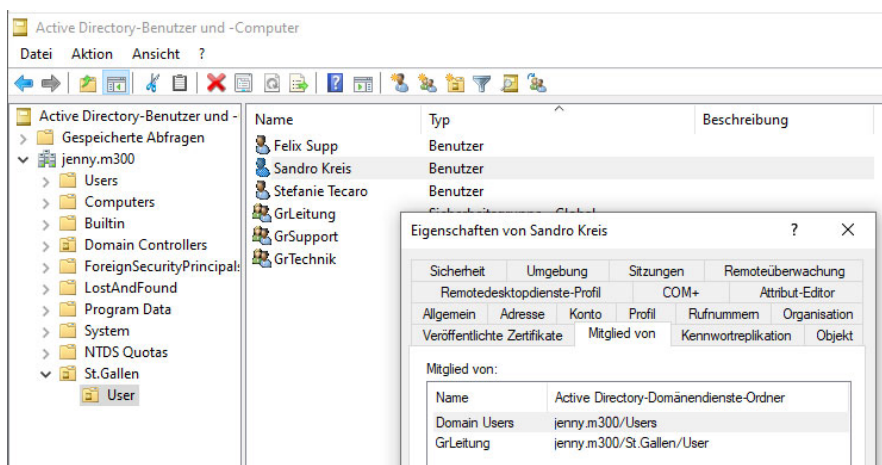 Active Directory-Benutzer und -Computer
Datei Aktion Ansicht ?
Active Directory-Benutzer und -
Gespeicherte Abfragen
jenny.m300
Users
Computers
Builtin
Domain Controllers
ForeignSecurityPrincipals
LostAndFound
Program Data
System
NTDS Quotas
St.Gallen
User
Name Typ Beschreibung
Felix Supp Benutzer
Sandro Kreis Benutzer
Stefanie Tecaro Benutzer
GrLeitung Sicherheitsgruppe - Global
GrSupport
GrTechnik
Eigenschaften von Sandro Kreis ? X
Sicherheit Umgebung Sitzungen Remoteüberwachung
Remotedesktopdienste-Profil COM+ Attribut-Editor
Allgemein Adresse Konto Profil Rufnummern Organisation
Veröffentlichte Zertifikate Mitglied von Kennwortreplikation Objekt
Mitglied von:
Name Active Directory-Domänendienste-Ordner
Domain Users jenny.m300/Users
GrLeitung jenny.m300/St.Gallen/User